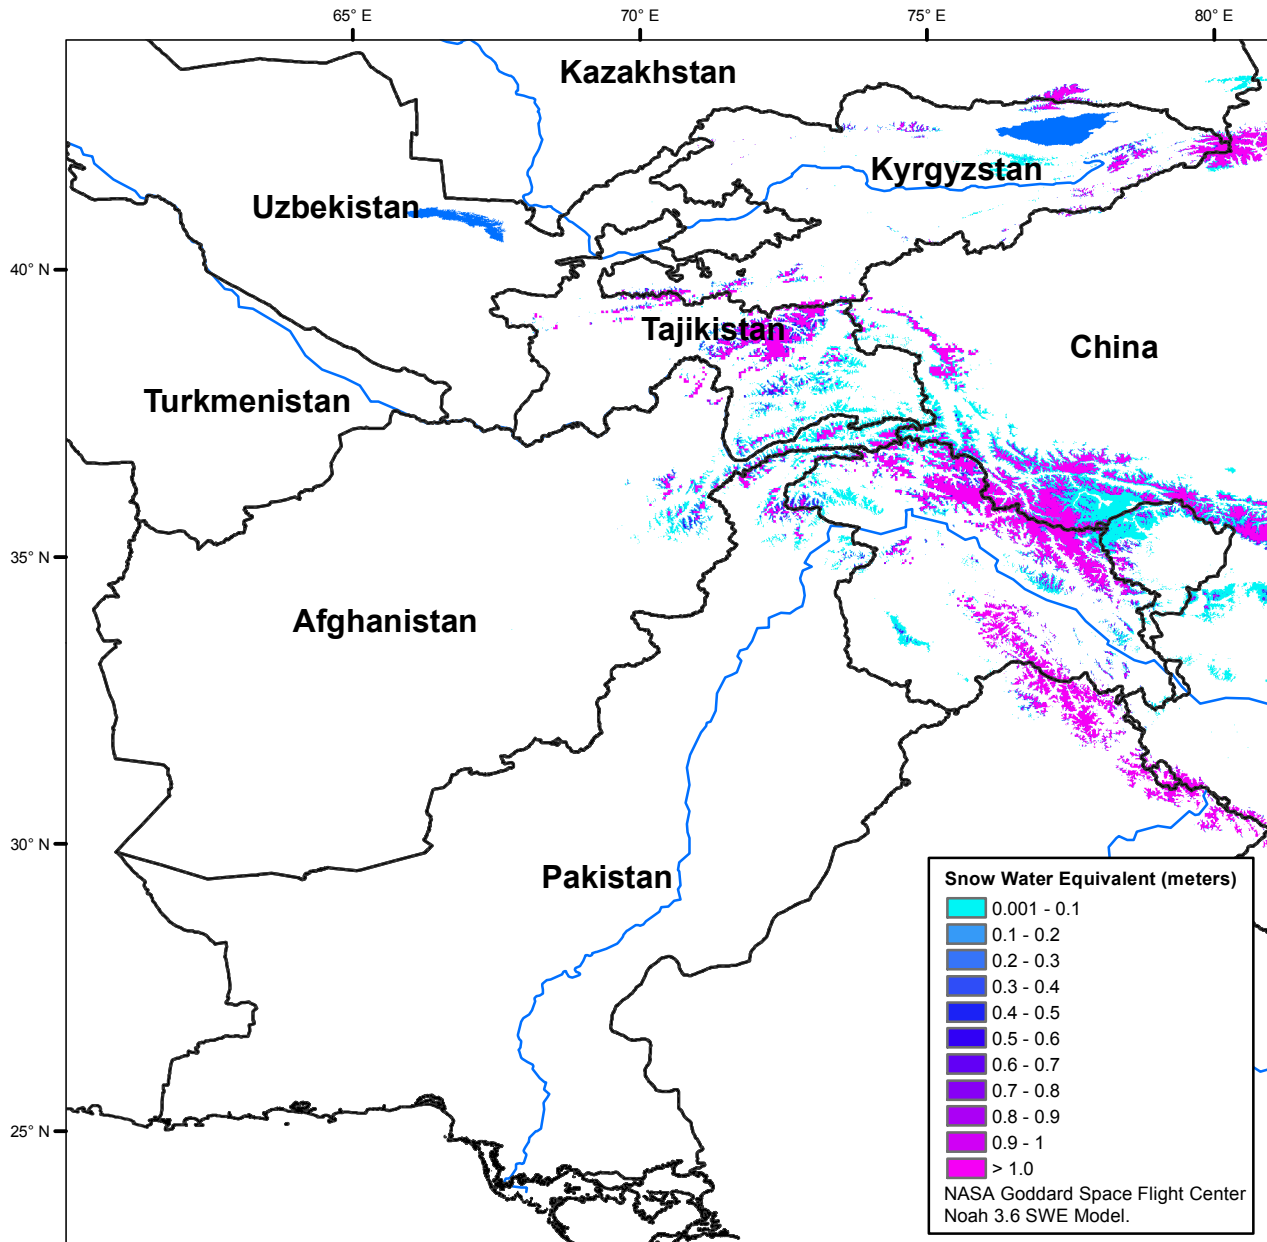 65° E
70° E
75° E
80° E
Kazakhstan
Kyrgyzstan
Uzbekistan
40° N
Tajikistan
China
Turkmenistan
35° N
Afghanistan
30° N
Pakistan
Snow Water Equivalent (meters)
0.001 - 0.1
0.1 - 0.2
0.2 - 0.3
0.3 - 0.4
0.4 - 0.5
0.5 - 0.6
0.6 - 0.7
0.7 - 0.8
0.8 - 0.9
0.9 - 1
> 1.0
25° N
NASA Goddard Space Flight Center
Noah 3.6 SWE Model.